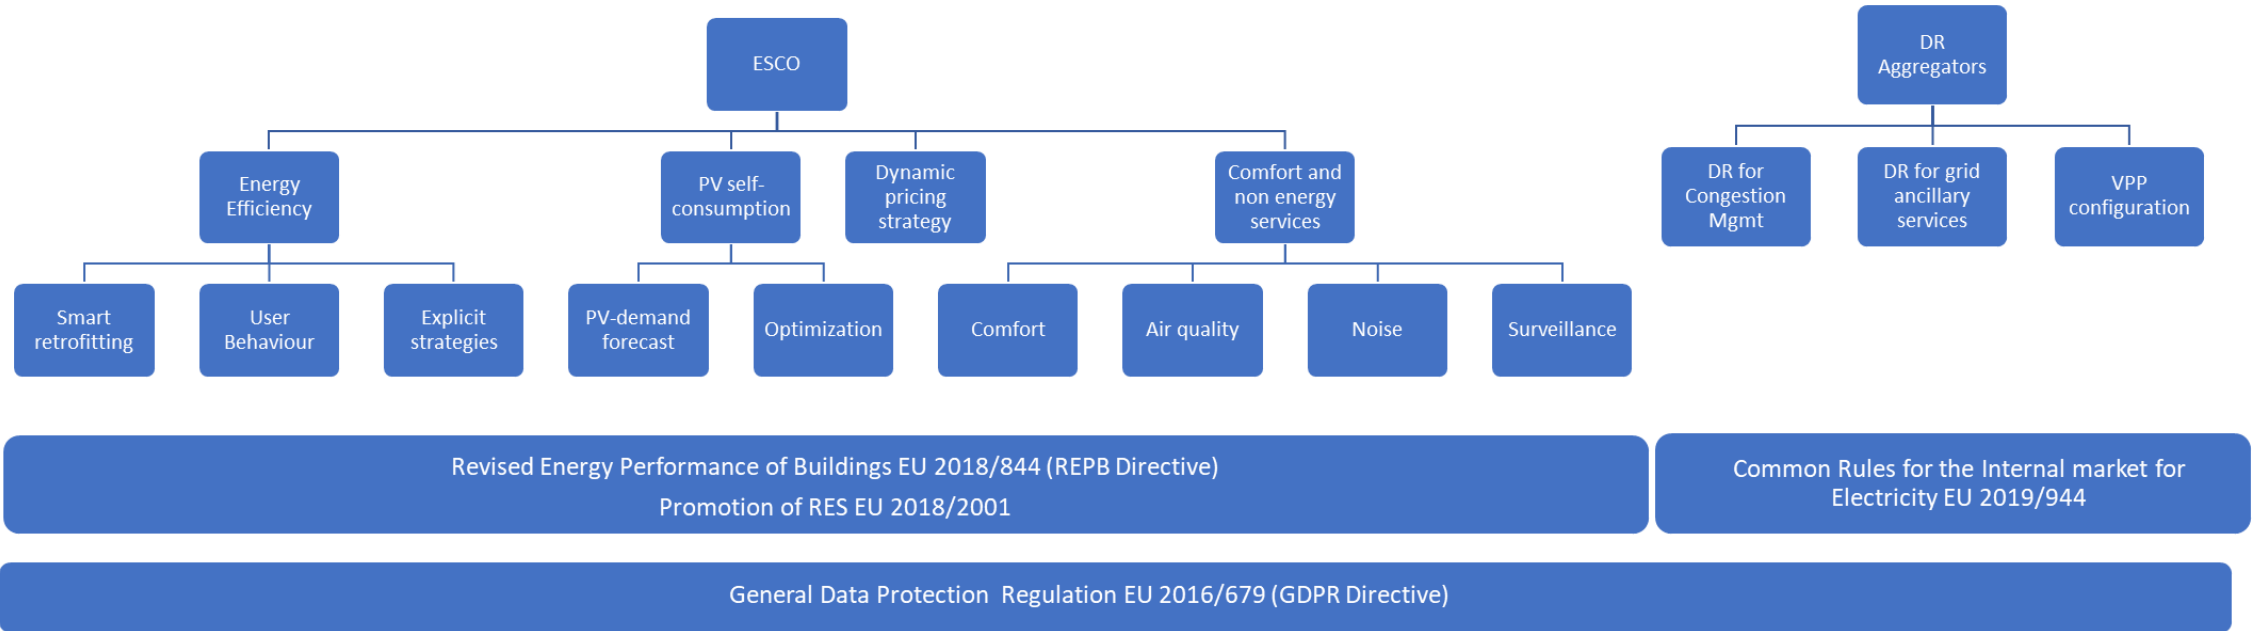 ESCO
DR
Aggregators
Energy
Efficiency
PV self-
consumption
Dynamic
pricing
strategy
Comfort and
non energy
services
DR for
Congestion
Mgmt
DR for grid
ancillary
services
VPP
configuration
Smart
retrofitting
User
Behaviour
Explicit
strategies
PV-demand
forecast
Optimization
Comfort
Air quality
Noise
Surveillance
Revised Energy Performance of Buildings EU 2018/844 (REPB Directive)
Promotion of RES EU 2018/2001
Common Rules for the Internal market for
Electricity EU 2019/944
General Data Protection  Regulation EU 2016/679 (GDPR Directive)